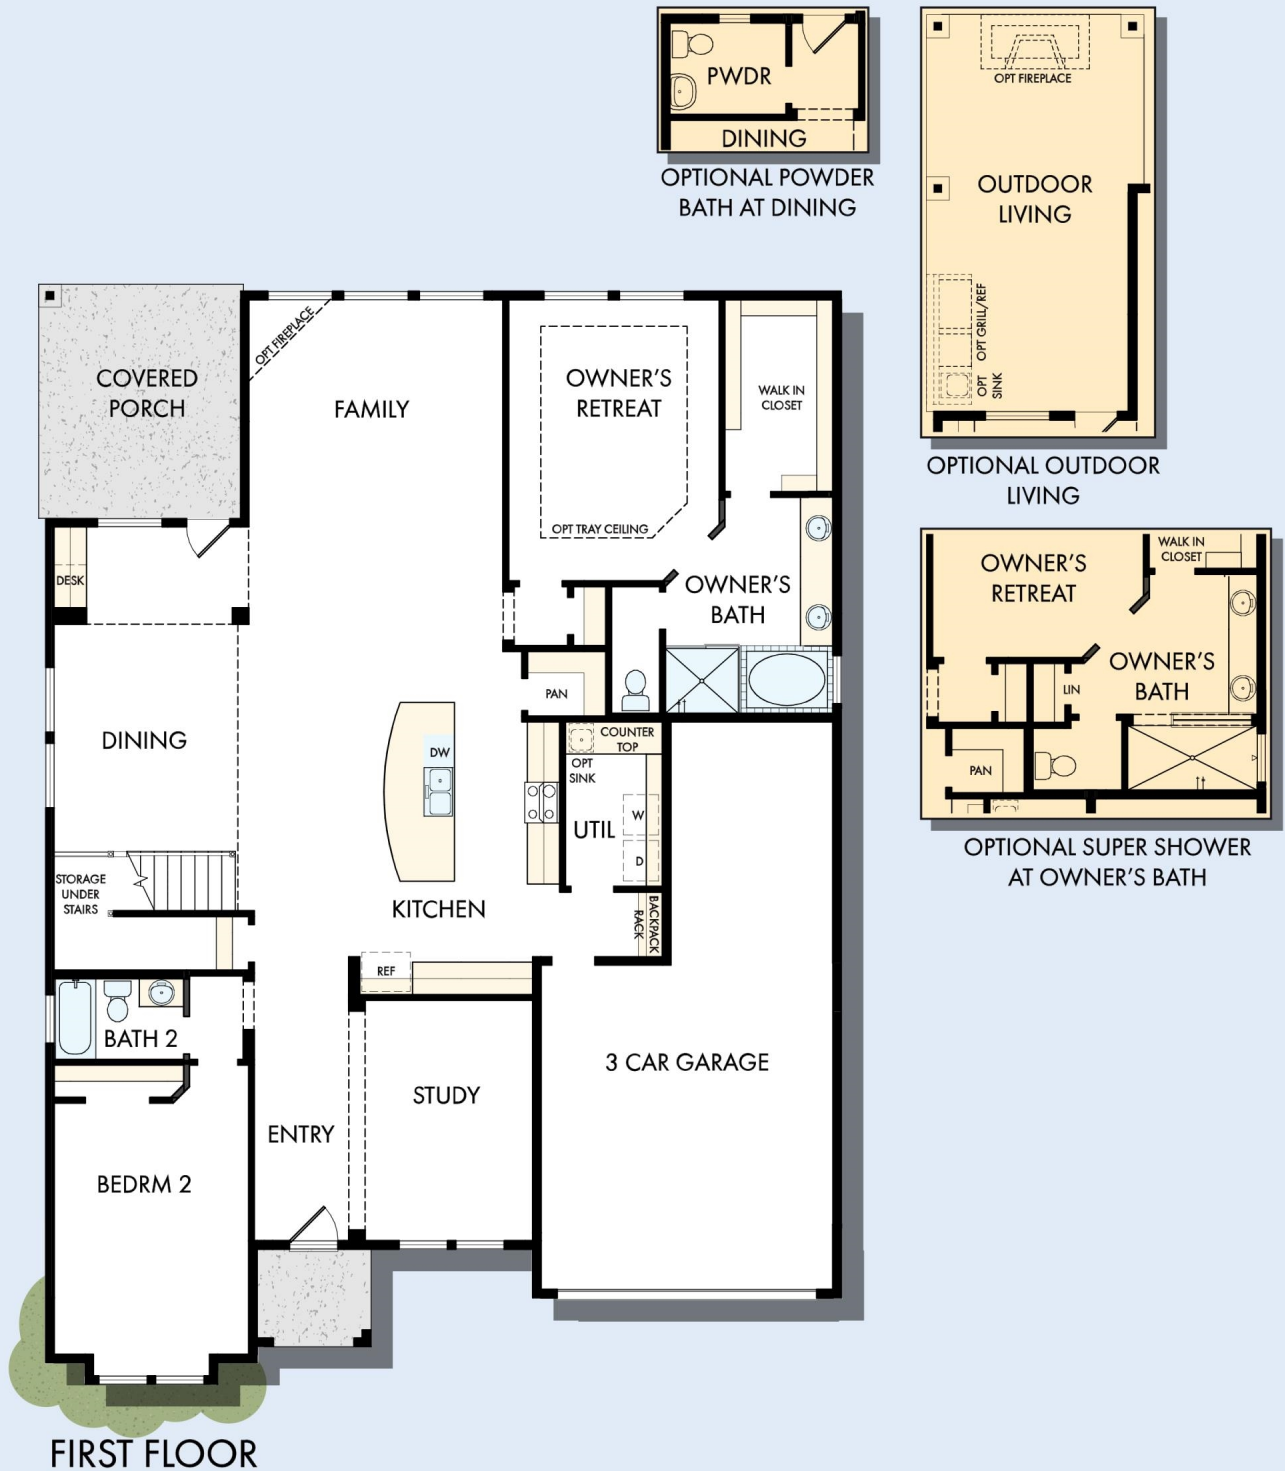 PWDR
DINING
OPTIONAL POWDER
BATH AT DINING
OPT FIREPLACE
OUTDOOR
LIVING
OPT GRILL/REF
OPT
SINK
OPTIONAL OUTDOOR
LIVING
OWNER'S
RETREAT
WALK IN
CLOSET
OWNER'S
BATH
LIN
PAN
OPTIONAL SUPER SHOWER
AT OWNER'S BATH
COVERED
PORCH
OPT FIREPLACE
FAMILY
OWNER'S
RETREAT
OPT TRAY CEILING
WALK IN
CLOSET
DESK
OWNER'S
BATH
PAN
DINING
DW
COUNTER
TOP
OPT
SINK
UTIL
W
D
STORAGE
UNDER
STAIRS
KITCHEN
BACKPACK
RACK
REF
BATH 2
3 CAR GARAGE
STUDY
ENTRY
BEDRM 2
FIRST FLOOR